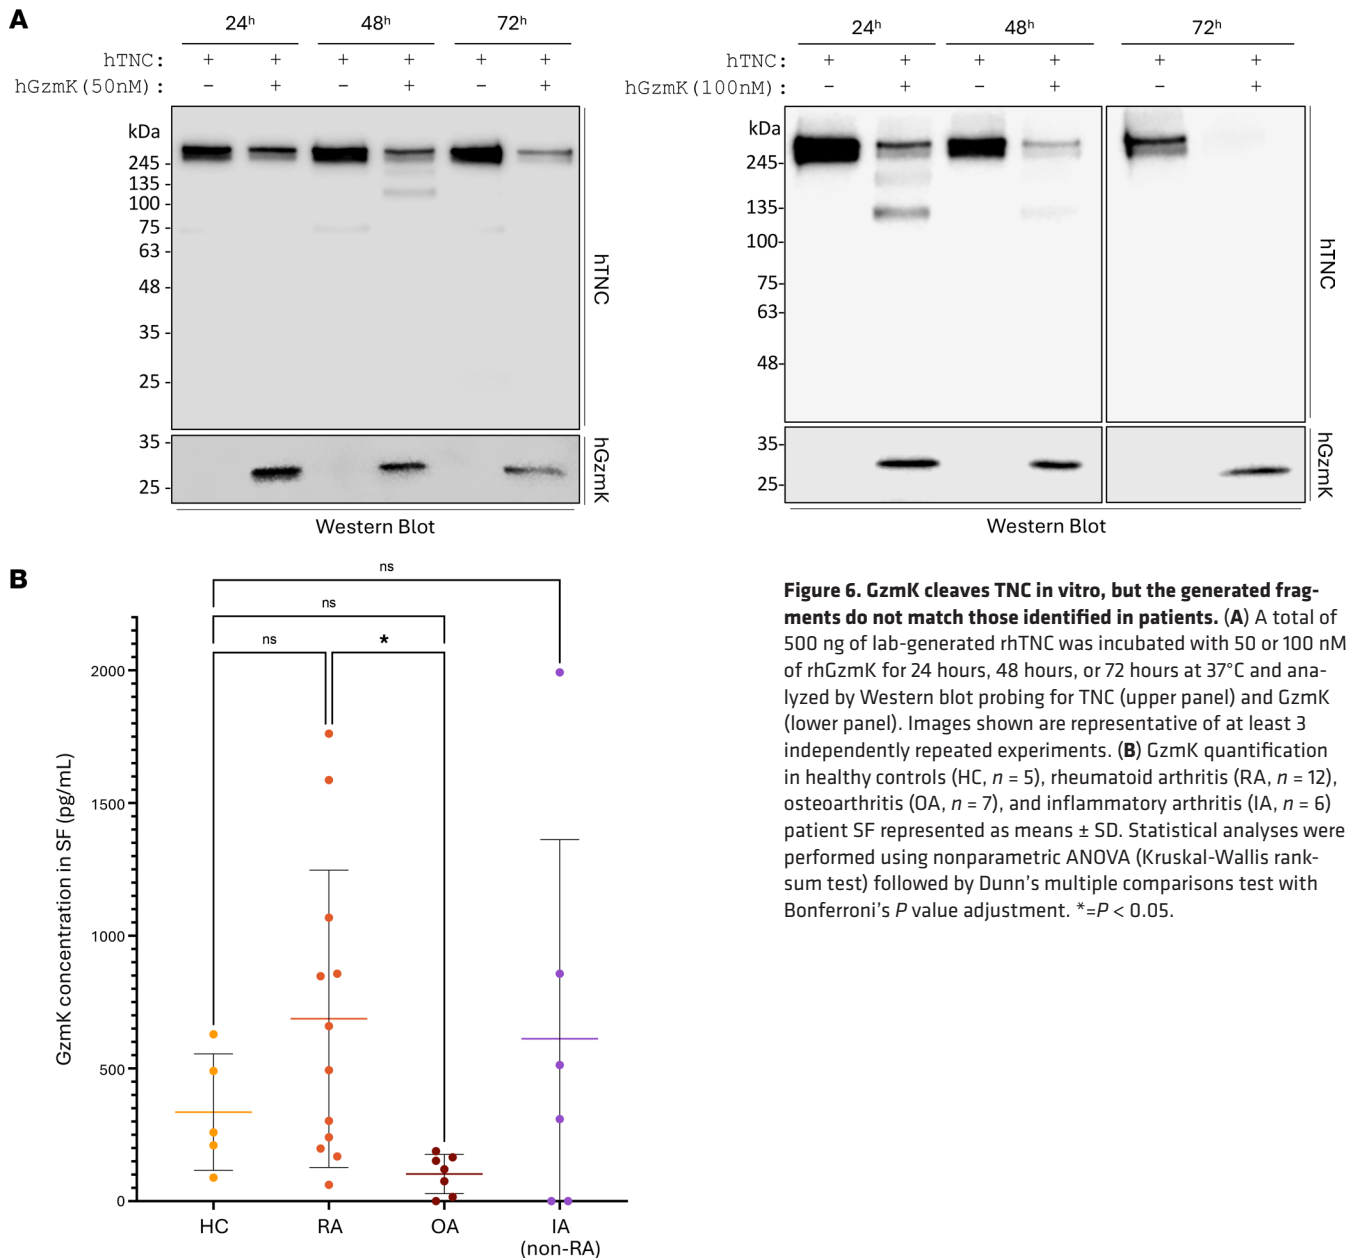 A
24h 48h 72h
hTNC: + + + + + +
hGzmK(50nM): – + – + – +
kDa
245
135
100
75
63
48
35
25
hTNC
35
25
hGzmK
Western Blot
24h 48h 72h
hTNC: + + + + + +
hGzmK(100nM): – + – + – +
kDa
245
135
100
75
63
48
hTNC
35
25
hGzmK
Western Blot
B
ns
ns
ns *
GzmK concentration in SF (pg/mL)
2000
1500
1000
500
0
HC RA OA IA
(non-RA)
Figure 6. GzmK cleaves TNC in vitro, but the generated frag-
ments do not match those identified in patients. (A) A total of
500 ng of lab-generated rhTNC was incubated with 50 or 100 nM
of rhGzmK for 24 hours, 48 hours, or 72 hours at 37°C and ana-
lyzed by Western blot probing for TNC (upper panel) and GzmK
(lower panel). Images shown are representative of at least 3
independently repeated experiments. (B) GzmK quantification
in healthy controls (HC, n = 5), rheumatoid arthritis (RA, n = 12),
osteoarthritis (OA, n = 7), and inflammatory arthritis (IA, n = 6)
patient SF represented as means ± SD. Statistical analyses were
performed using nonparametric ANOVA (Kruskal-Wallis rank-
sum test) followed by Dunn's multiple comparisons test with
Bonferroni's P value adjustment. *=P < 0.05.